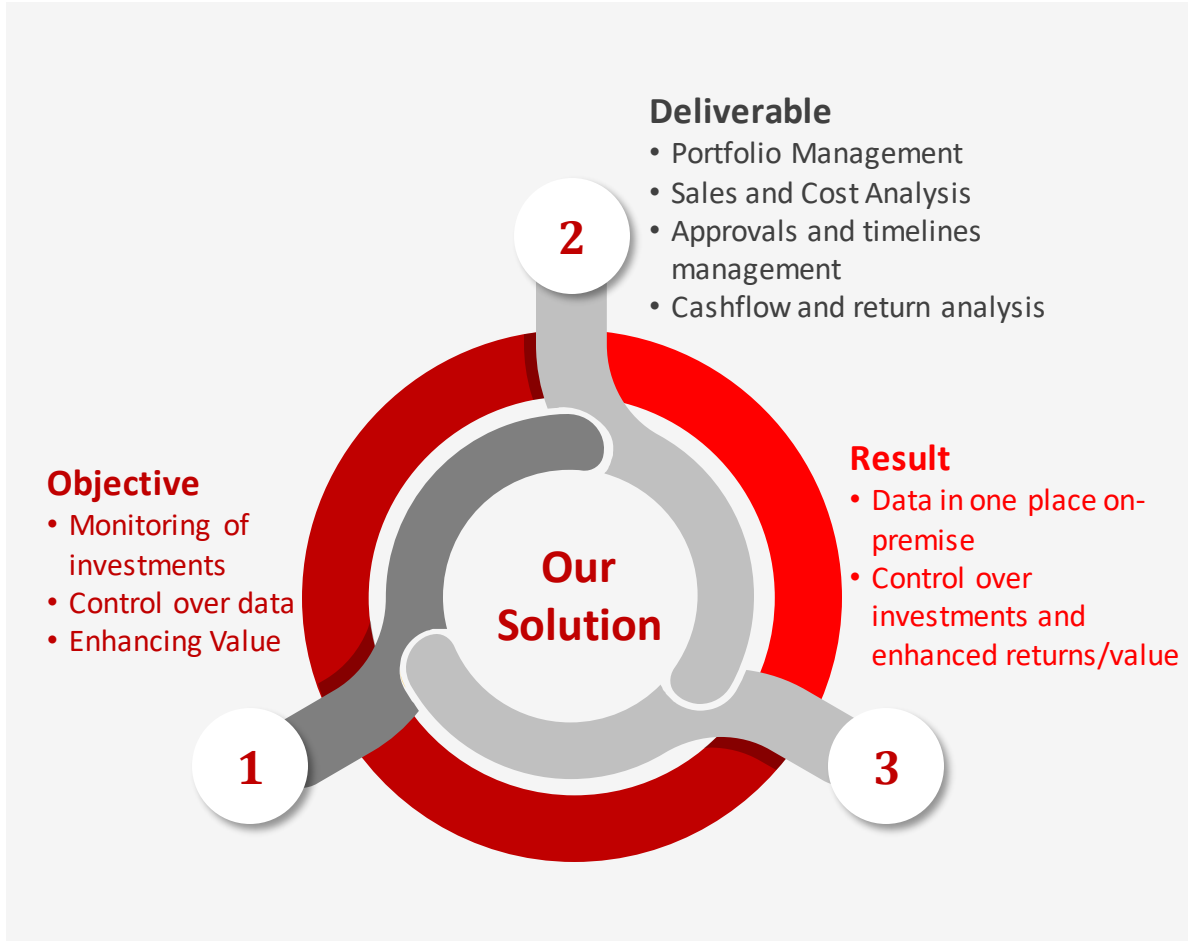 Objective
• Monitoring of
investments
• Control over data
• Enhancing Value
1
Deliverable
• Portfolio Management
• Sales and Cost Analysis
• Approvals and timelines
management
• Cashflow and return analysis
2
Result
• Data in one place on-
premise
• Control over
investments and
enhanced returns/value
3
Our
Solution